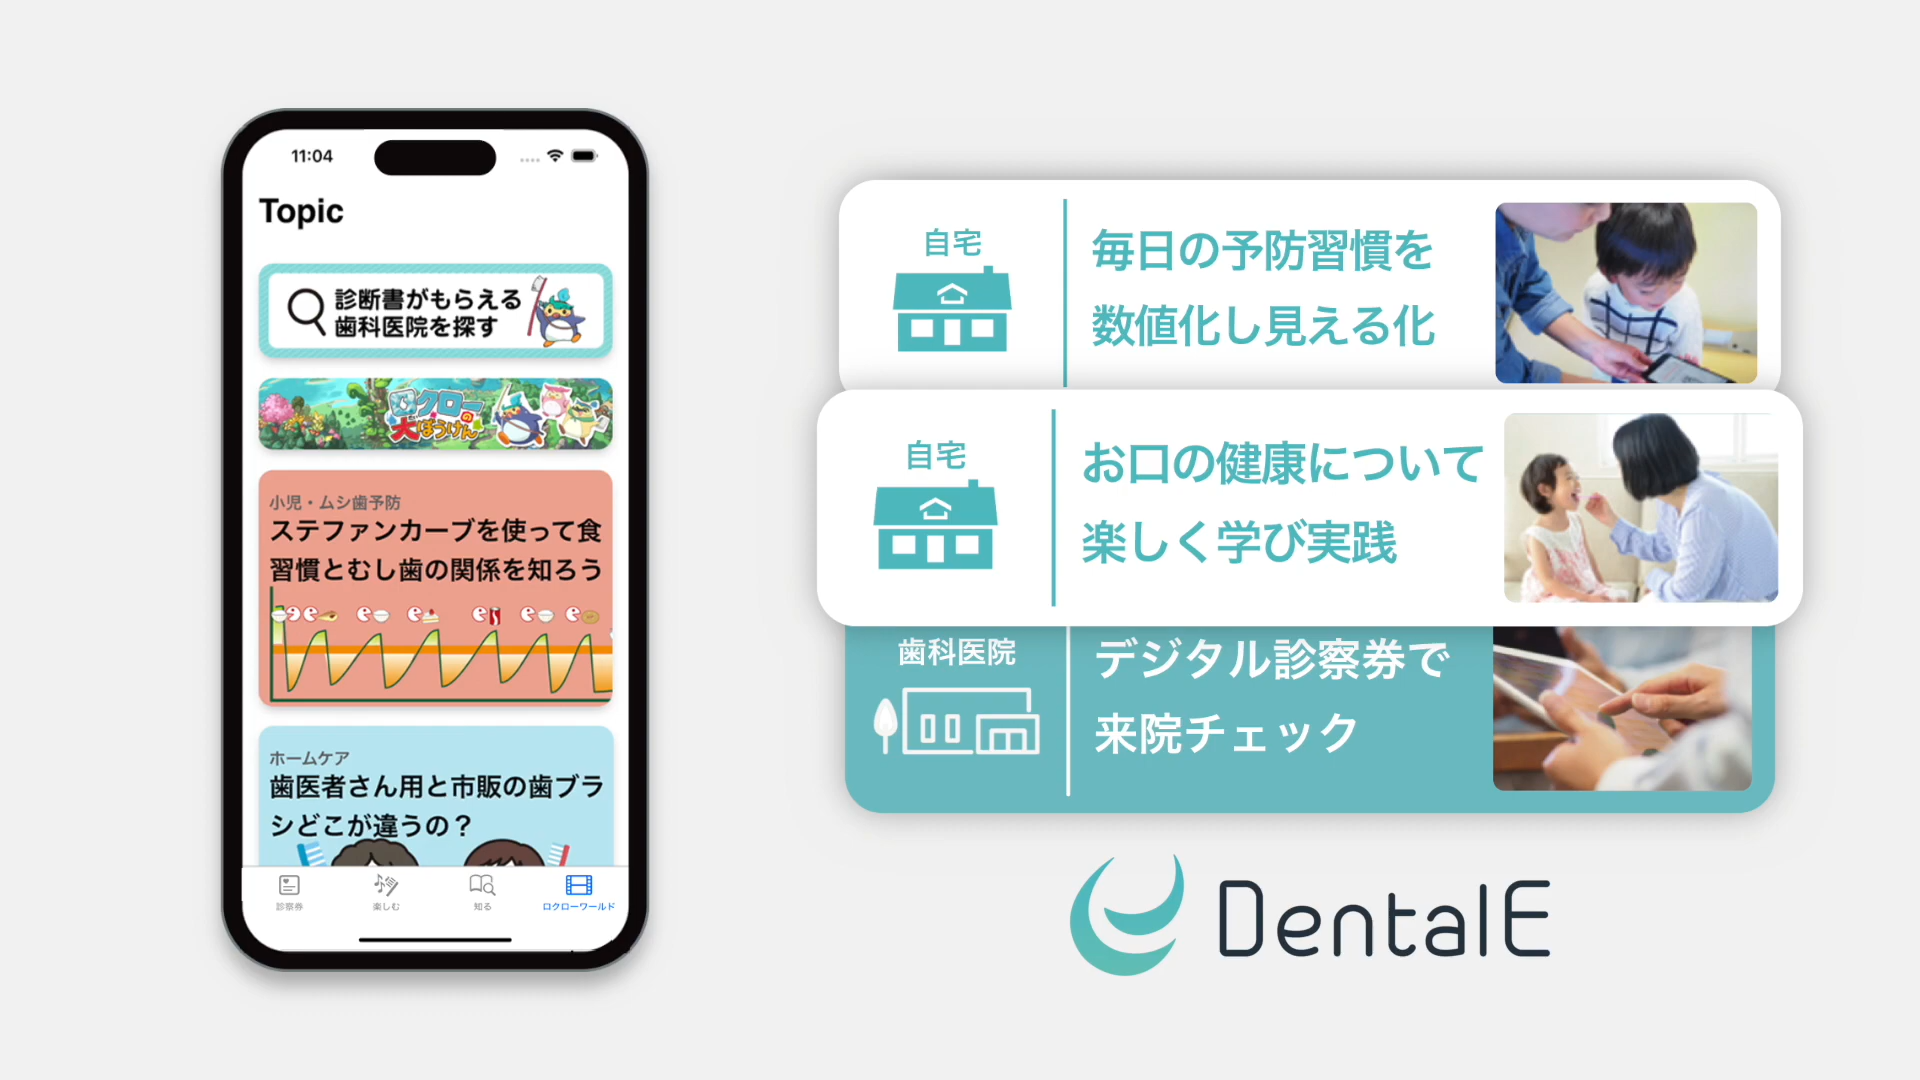 11:04
Topic
診断書がもらえる
歯科医院を探す
ロクローの
大ぼうけん
小児・ムシ歯予防
ステファンカーブを使って食
習慣とむし歯の関係を知ろう
ホームケア
歯医者さん用と市販の歯ブラ
シどこが違うの？
診察券
楽しむ
知る
ロクローワールド
自宅
毎日の予防習慣を
数値化し見える化
自宅
お口の健康について
楽しく学び実践
歯科医院
デジタル診察券で
来院チェック
DentalE